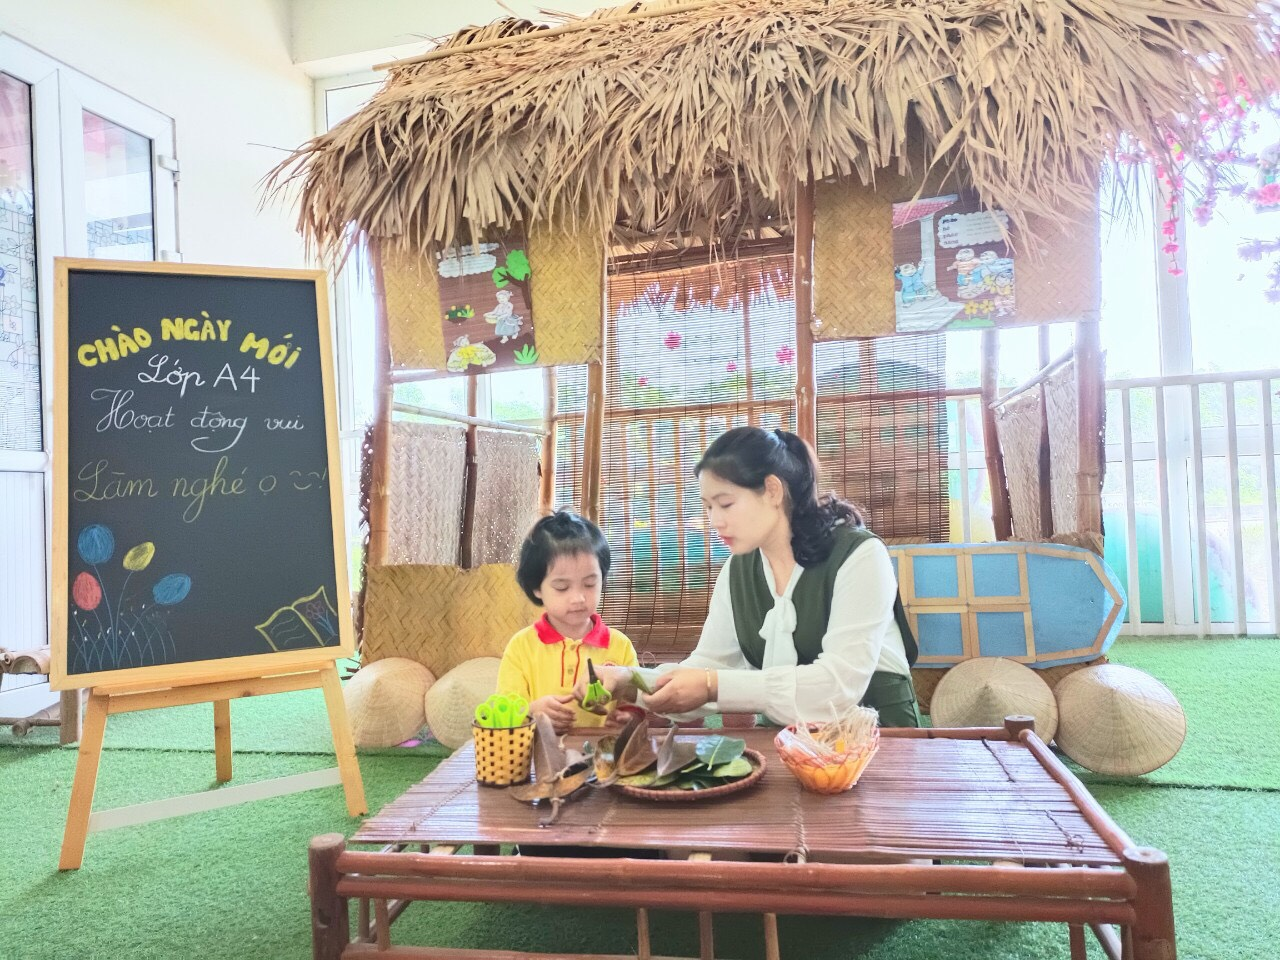 CHÀO NGÀY MỚI
Lớp A4
Hoạt động vui
Làm nghé ọ